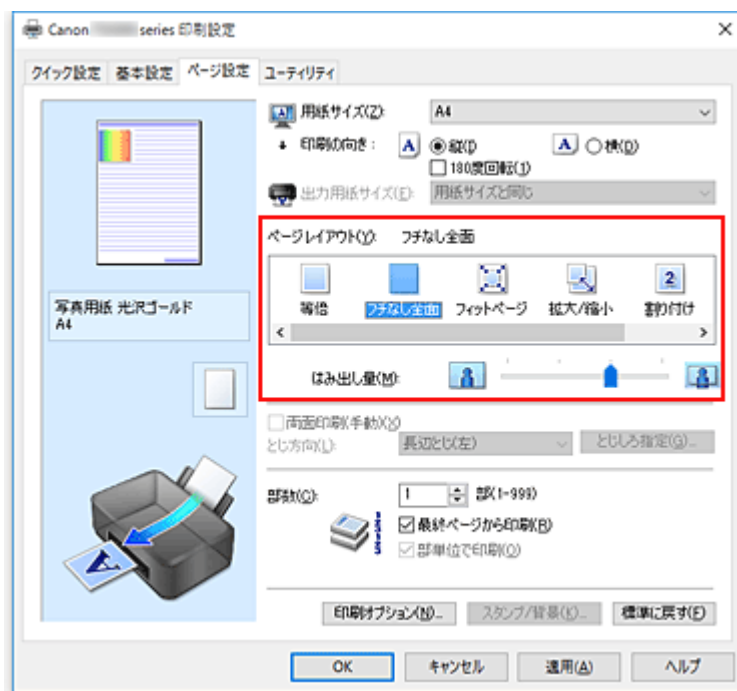 Canon series 印刷設定
クイック設定 基本設定 ページ設定 ユーティリティ
用紙サイズ(Z): A4
印刷の向き: A 縦(I) A 横(D)
180度回転(1)
出力用紙サイズ(E): 用紙サイズと同じ
ページレイアウト(Y): フチなし全面
等倍 フチなし全面 フィットページ 拡大/縮小 2 割り付け
写真用紙 光沢ゴールド
A4
はみ出し量(M):
両面印刷(手動)(X)
とじ方向(L): 長辺とじ(左) とじしろ指定(G)...
部数(C): 1 部(1-999)
最終ページから印刷(R)
部単位で印刷(O)
A
印刷オプション(N)... スタンプ/背景(K)... 標準に戻す(F)
OK キャンセル 適用(A) ヘルプ